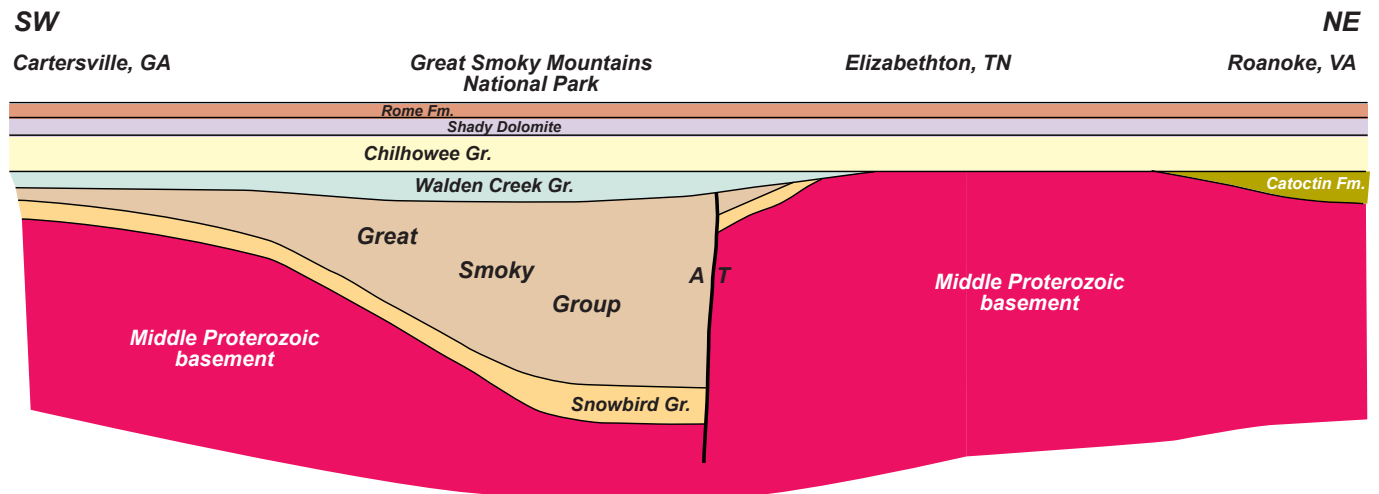 SW
NE
Cartersville, GA
Great Smoky Mountains
National Park
Elizabethton, TN
Roanoke, VA
Rome Fm.
Shady Dolomite
Chilhowee Gr.
Walden Creek Gr.
Catoctin Fm.
Great
Smoky
Group
A T
Middle Proterozoic
basement
Middle Proterozoic
basement
Snowbird Gr.